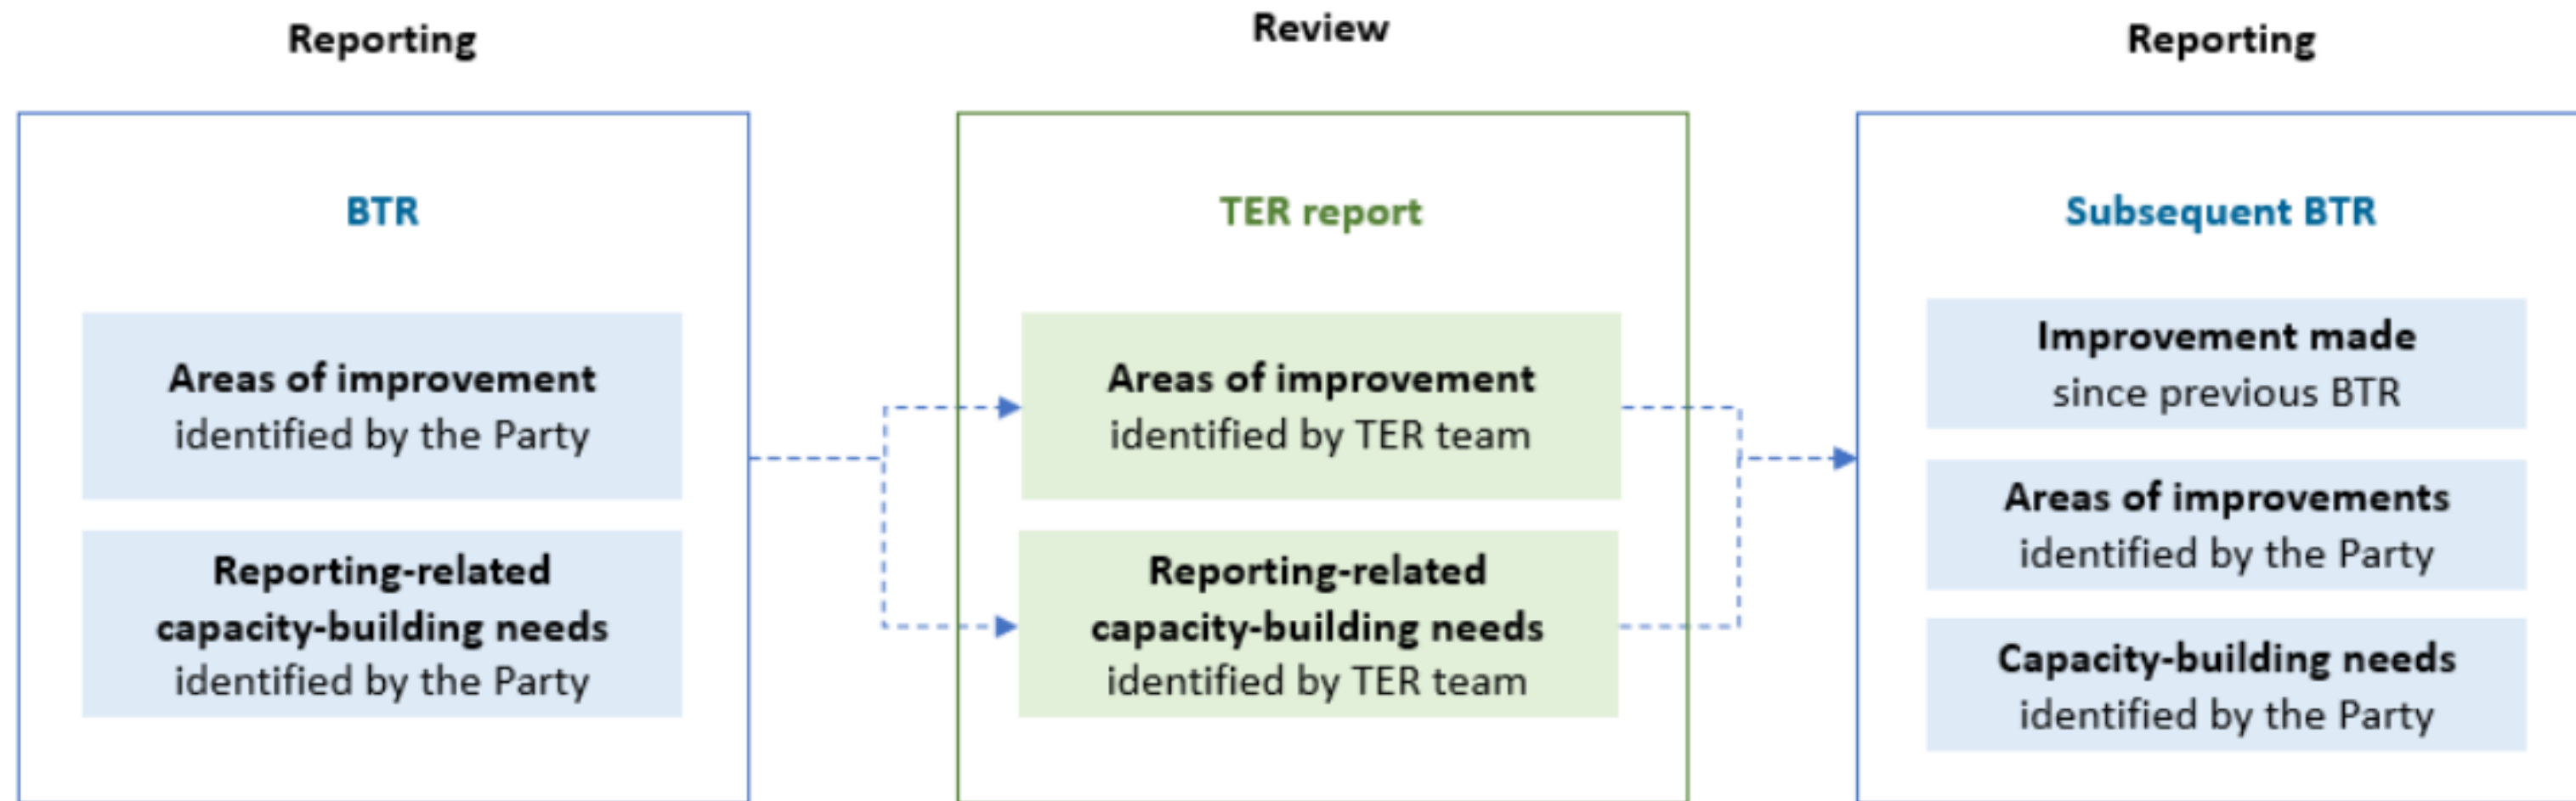 Reporting
BTR
Areas of improvement
identified by the Party
Reporting-related
capacity-building needs
identified by the Party
Review
TER report
Areas of improvement
identified by TER team
Reporting-related
capacity-building needs
identified by TER team
Reporting
Subsequent BTR
Improvement made
since previous BTR
Areas of improvements
identified by the Party
Capacity-building needs
identified by the Party